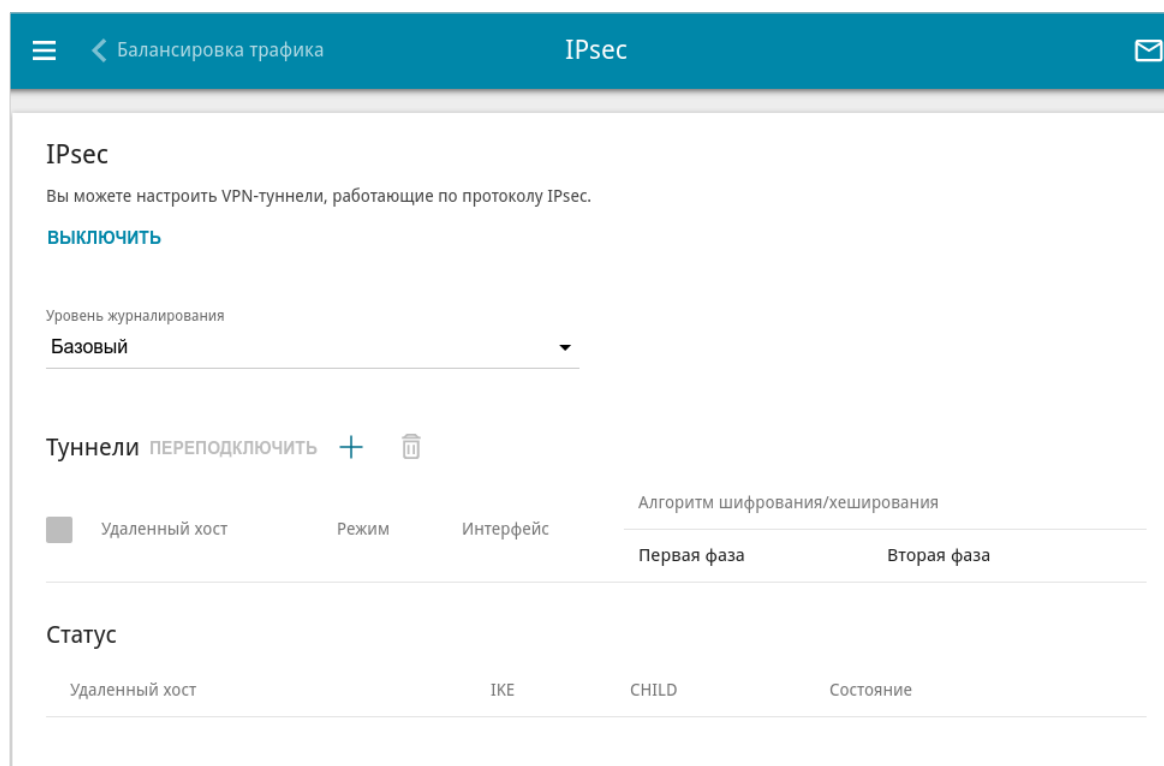 Балансировка трафика
IPsec
IPsec
Вы можете настроить VPN-туннели, работающие по протоколу IPsec.
ВЫКЛЮЧИТЬ
Уровень журналирования
Базовый
Туннели ПЕРЕПОДКЛЮЧИТЬ
Алгоритм шифрования/хеширования
Удаленный хост Режим Интерфейс
Первая фаза Вторая фаза
Статус
Удаленный хост IKE CHILD Состояние